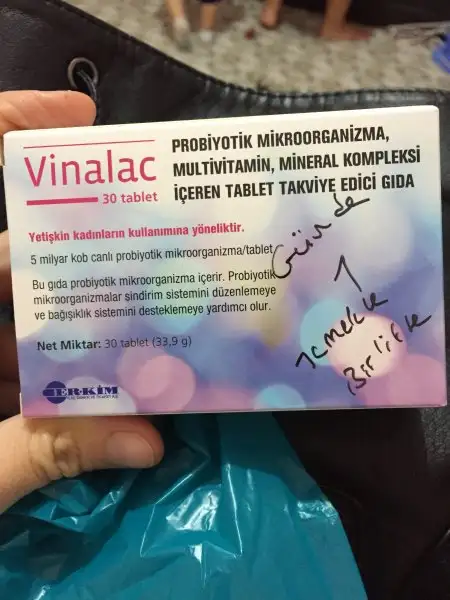 Vinalac
30 tablet
PROBİYOTİK MİKROORGANİZMA,
MULTİVİTAMİN, MİNERAL KOMPLEKSİ
İÇEREN TABLET TAKVİYE EDİCİ GIDA
Yetişkin kadınların kullanımına yöneliktir.
5 milyar kob canlı probiyotik mikroorganizma/tablet
Bu gıda probiyotik mikroorganizma içerir. Probiyotik
mikroorganizmalar sindirim sistemini düzenlemeye
ve bağışıklık sistemini desteklemeye yardımcı olur.
Net Miktar: 30 tablet (33,9 g)
Günde
1
Yemekle
Birlikte
BERKİM